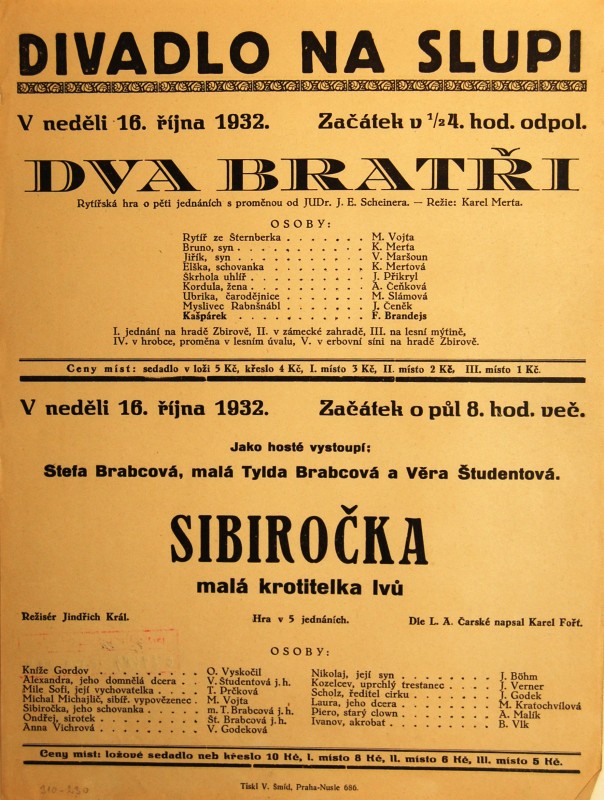 DIVADLO NA SLUPI
V neděli 16. října 1932. Začátek v ½4. hod. odpol.
DVA BRATŘI
Rytířská hra o pěti jednáních s proměnou od JUDr. J. E. Scheinera. — Režie: Karel Merta.
OSOBY:
Rytíř ze Šternberka . . . . . . . M. Vojta
Bruno, syn . . . . . . . . . . K. Merta
Jiřík, syn . . . . . . . . . . V. Maršoun
Eliška, schovanka . . . . . . . . K. Mertová
Škrhola uhlíř . . . . . . . . . J. Přikryl
Kordula, žena . . . . . . . . . A. Čeňková
Ubrika, čarodějnice . . . . . . . M. Slámová
Myslivec Rabnšnábl . . . . . . . J. Čeněk
Kašpárek . . . . . . . . . . F. Brandejs
I. jednání na hradě Zbirově, II. v zámecké zahradě, III. na lesní mýtině,
IV. v hrobce, proměna v lesním úvalu, V. v erbovní síni na hradě Zbirově.
Ceny míst: sedadlo v loži 5 Kč, křeslo 4 Kč, I. místo 3 Kč, II. místo 2 Kč, III. místo 1 Kč.
V neděli 16. října 1932. Začátek o půl 8. hod. več.
Jako hosté vystoupí:
Stefa Brabcová, malá Tylda Brabcová a Věra Študentová.
SIBIROČKA
malá krotitelka lvů
Režisér Jindřich Král. Hra v 5 jednáních. Dle L. A. Čarské napsal Karel Fořt.
OSOBY:
Kníže Gordov . . . . . . . O. Vyskočil
Alexandra, jeho domnělá dcera . . V. Študentová j. h.
Mile Sofi, její vychovatelka . . . T. Prčková
Michal Michajlič, sibiř. vypovězenec . M. Vojta
Sibiročka, jeho schovanka . . . . m. T. Brabcová j. h.
Ondřej, sirotek . . . . . . . Št. Brabcová j. h.
Anna Vichrová . . . . . . . V. Godeková
Nikolaj, její syn . . . . . . . J. Böhm
Kozelcev, uprchlý trestanec . . . . J. Verner
Scholz, ředitel cirku . . . . . . J. Godek
Laura, jeho dcera . . . . . . . M. Kratochvílová
Piero, starý clown . . . . . . . A. Malík
Ivanov, akrobat . . . . . . . . B. Vlk
Ceny míst: ložové sedadlo neb křeslo 10 Kč, I. místo 8 Kč, II. místo 6 Kč, III. místo 5 Kč.
Tiskl V. Šmíd, Praha-Nusle 686.